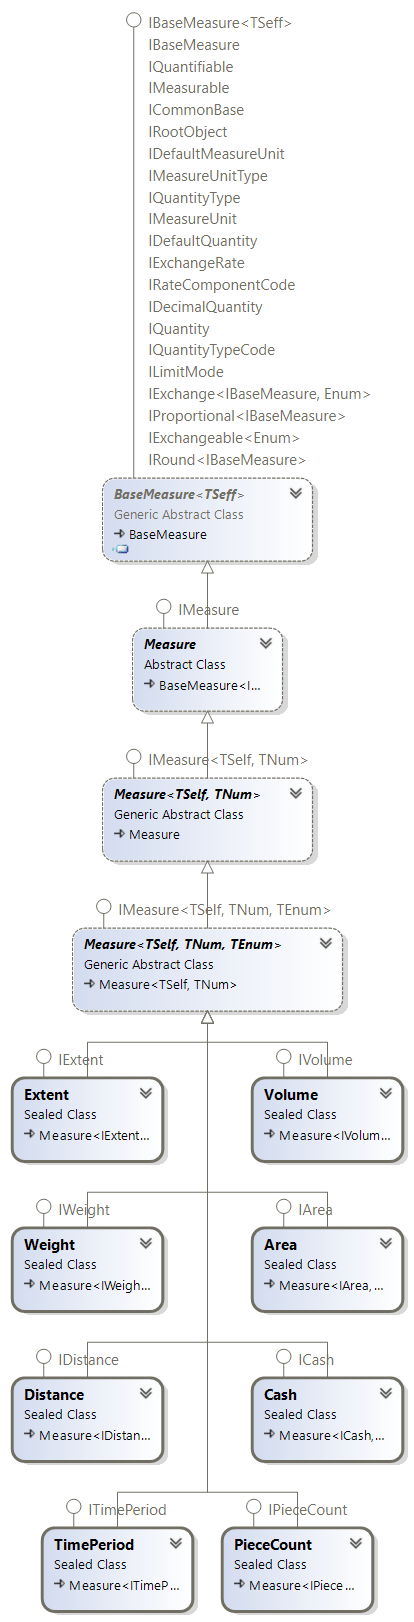 IBaseMeasure<TSeff>
IBaseMeasure
IQuantifiable
IMeasurable
ICommonBase
IRootObject
IDefaultMeasureUnit
IMeasureUnitType
IQuantityType
IMeasureUnit
IDefaultQuantity
IExchangeRate
IRateComponentCode
IDecimalQuantity
IQuantity
IQuantityTypeCode
ILimitMode
IExchange<IBaseMeasure, Enum>
IProportional<IBaseMeasure>
IExchangeable<Enum>
IRound<IBaseMeasure>
BaseMeasure<TSeff>
Generic Abstract Class
BaseMeasure
IMeasure
Measure
Abstract Class
BaseMeasure<I...
IMeasure<TSelf, TNum>
Measure<TSelf, TNum>
Generic Abstract Class
Measure
IMeasure<TSelf, TNum, TEnum>
Measure<TSelf, TNum, TEnum>
Generic Abstract Class
Measure<TSelf, TNum>
IExtent
Extent
Sealed Class
Measure<IExtent...
IVolume
Volume
Sealed Class
Measure<IVolum...
IWeight
Weight
Sealed Class
Measure<IWeigh...
IArea
Area
Sealed Class
Measure<IArea, ...
IDistance
Distance
Sealed Class
Measure<IDistan...
ICash
Cash
Sealed Class
Measure<ICash, ...
ITimePeriod
TimePeriod
Sealed Class
Measure<ITimeP...
IPieceCount
PieceCount
Sealed Class
Measure<IPiece...